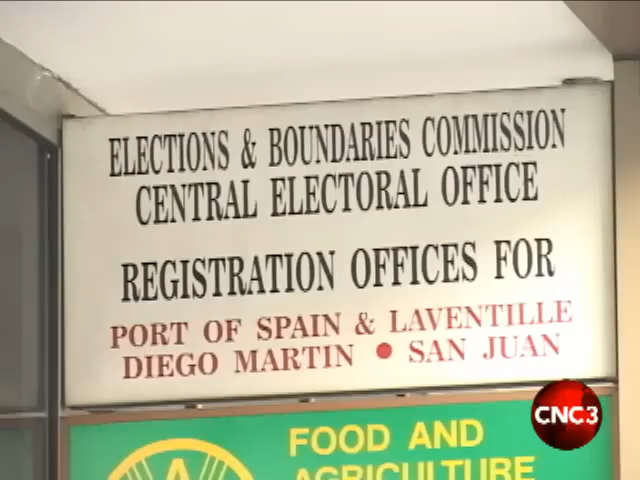 ELECTIONS & BOUNDARIES COMMISSION
CENTRAL ELECTORAL OFFICE
REGISTRATION OFFICES FOR
PORT OF SPAIN & LAVENTILLE
DIEGO MARTIN • SAN JUAN
CNC3
FOOD AND
AGRICULTURE